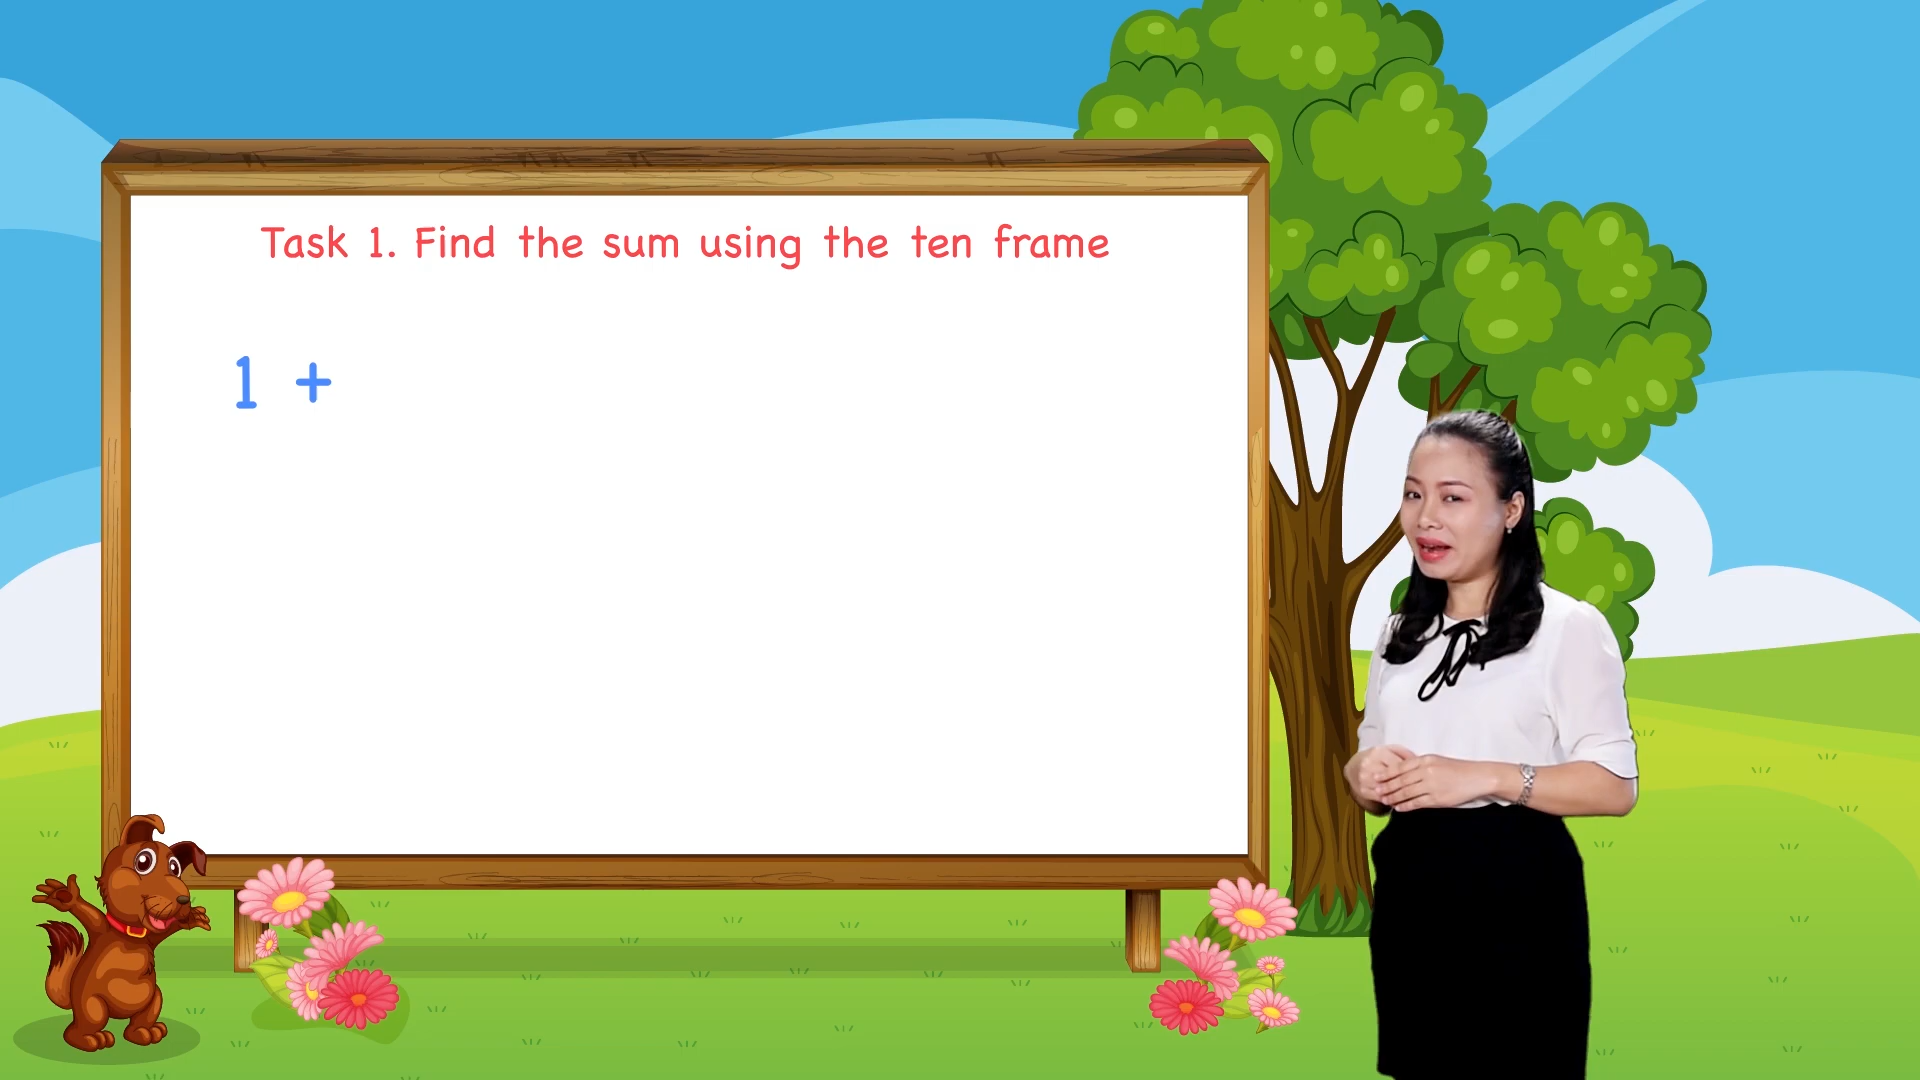 Task 1. Find the sum using the ten frame
1 +